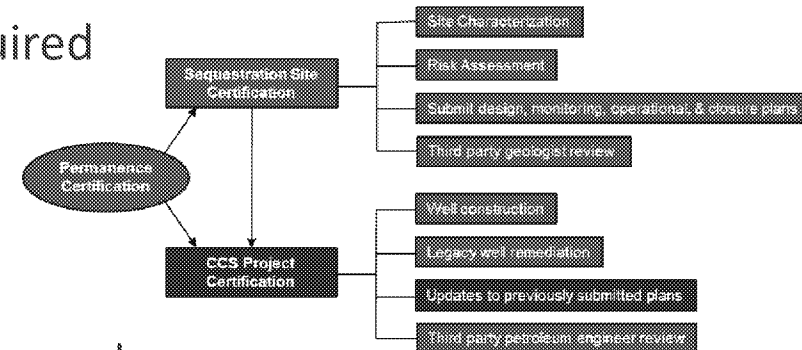 uired
Site Characterization
Risk Assessment
Sequestration Site
Certification
Submit design, monitoring, operational, & closure plans
Third party geologist review
Permanence
Certification
Well construction
Legacy well remediation
CCS Project
Certification
Updates to previously submitted plans
Third party petroleum engineer review